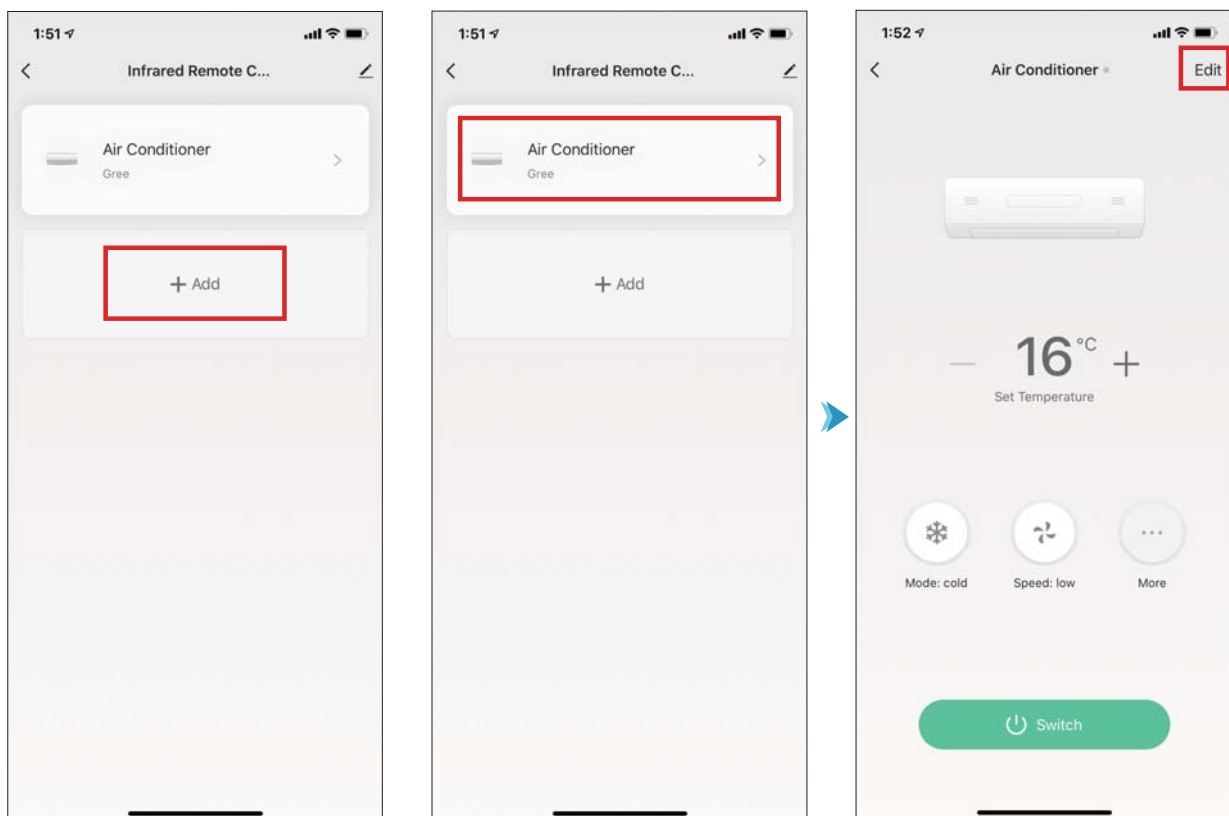 1:51
Infrared Remote C...
Air Conditioner
Gree
+ Add
1:51
Infrared Remote C...
Air Conditioner
Gree
+ Add
1:52
Air Conditioner
Edit
— 16 °C +
Set Temperature
Mode: cold
Speed: low
More
Switch